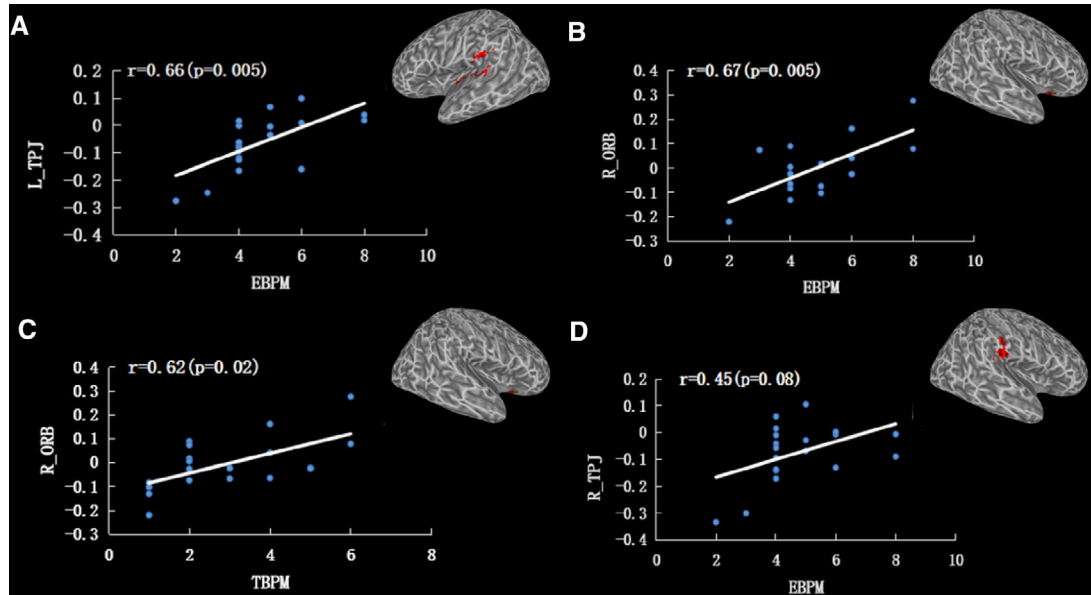 A
r=0.66(p=0.005)
0.2
0.1
0
-0.1
-0.2
-0.3
-0.4
L_TPJ
0 2 4 6 8 10
EBPM
B
r=0.67(p=0.005)
0.4
0.3
0.2
0.1
0
-0.1
-0.2
-0.3
R_ORB
0 2 4 6 8 10
EBPM
C
r=0.62(p=0.02)
0.4
0.3
0.2
0.1
0
-0.1
-0.2
-0.3
R_ORB
0 2 4 6 8
TBPM
D
r=0.45(p=0.08)
0.2
0.1
0
-0.1
-0.2
-0.3
-0.4
R_TPJ
0 2 4 6 8 10
EBPM